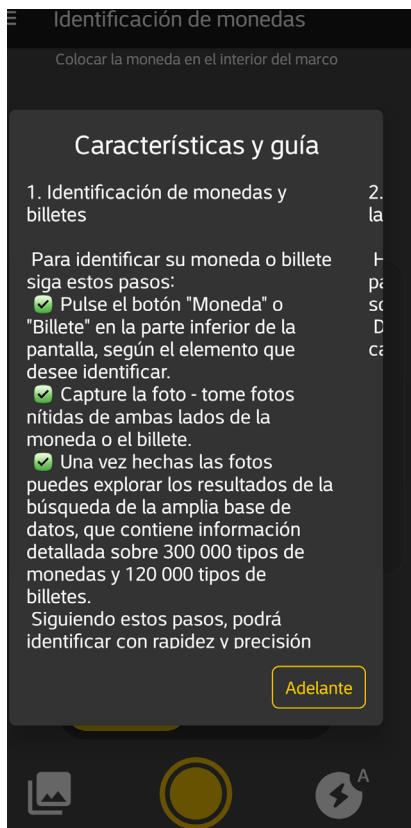 Identificación de monedas
Colocar la moneda en el interior del marco
Características y guía
1. Identificación de monedas y
billetes
Para identificar su moneda o billete
siga estos pasos:
✅ Pulse el botón "Moneda" o
"Billete" en la parte inferior de la
pantalla, según el elemento que
desee identificar.
✅ Capture la foto - tome fotos
nítidas de ambas lados de la
moneda o el billete.
✅ Una vez hechas las fotos
puedes explorar los resultados de la
búsqueda de la amplia base de
datos, que contiene información
detallada sobre 300 000 tipos de
monedas y 120 000 tipos de
billetes.
Siguiendo estos pasos, podrá
identificar con rapidez y precisión
2.
la
Adelante
A